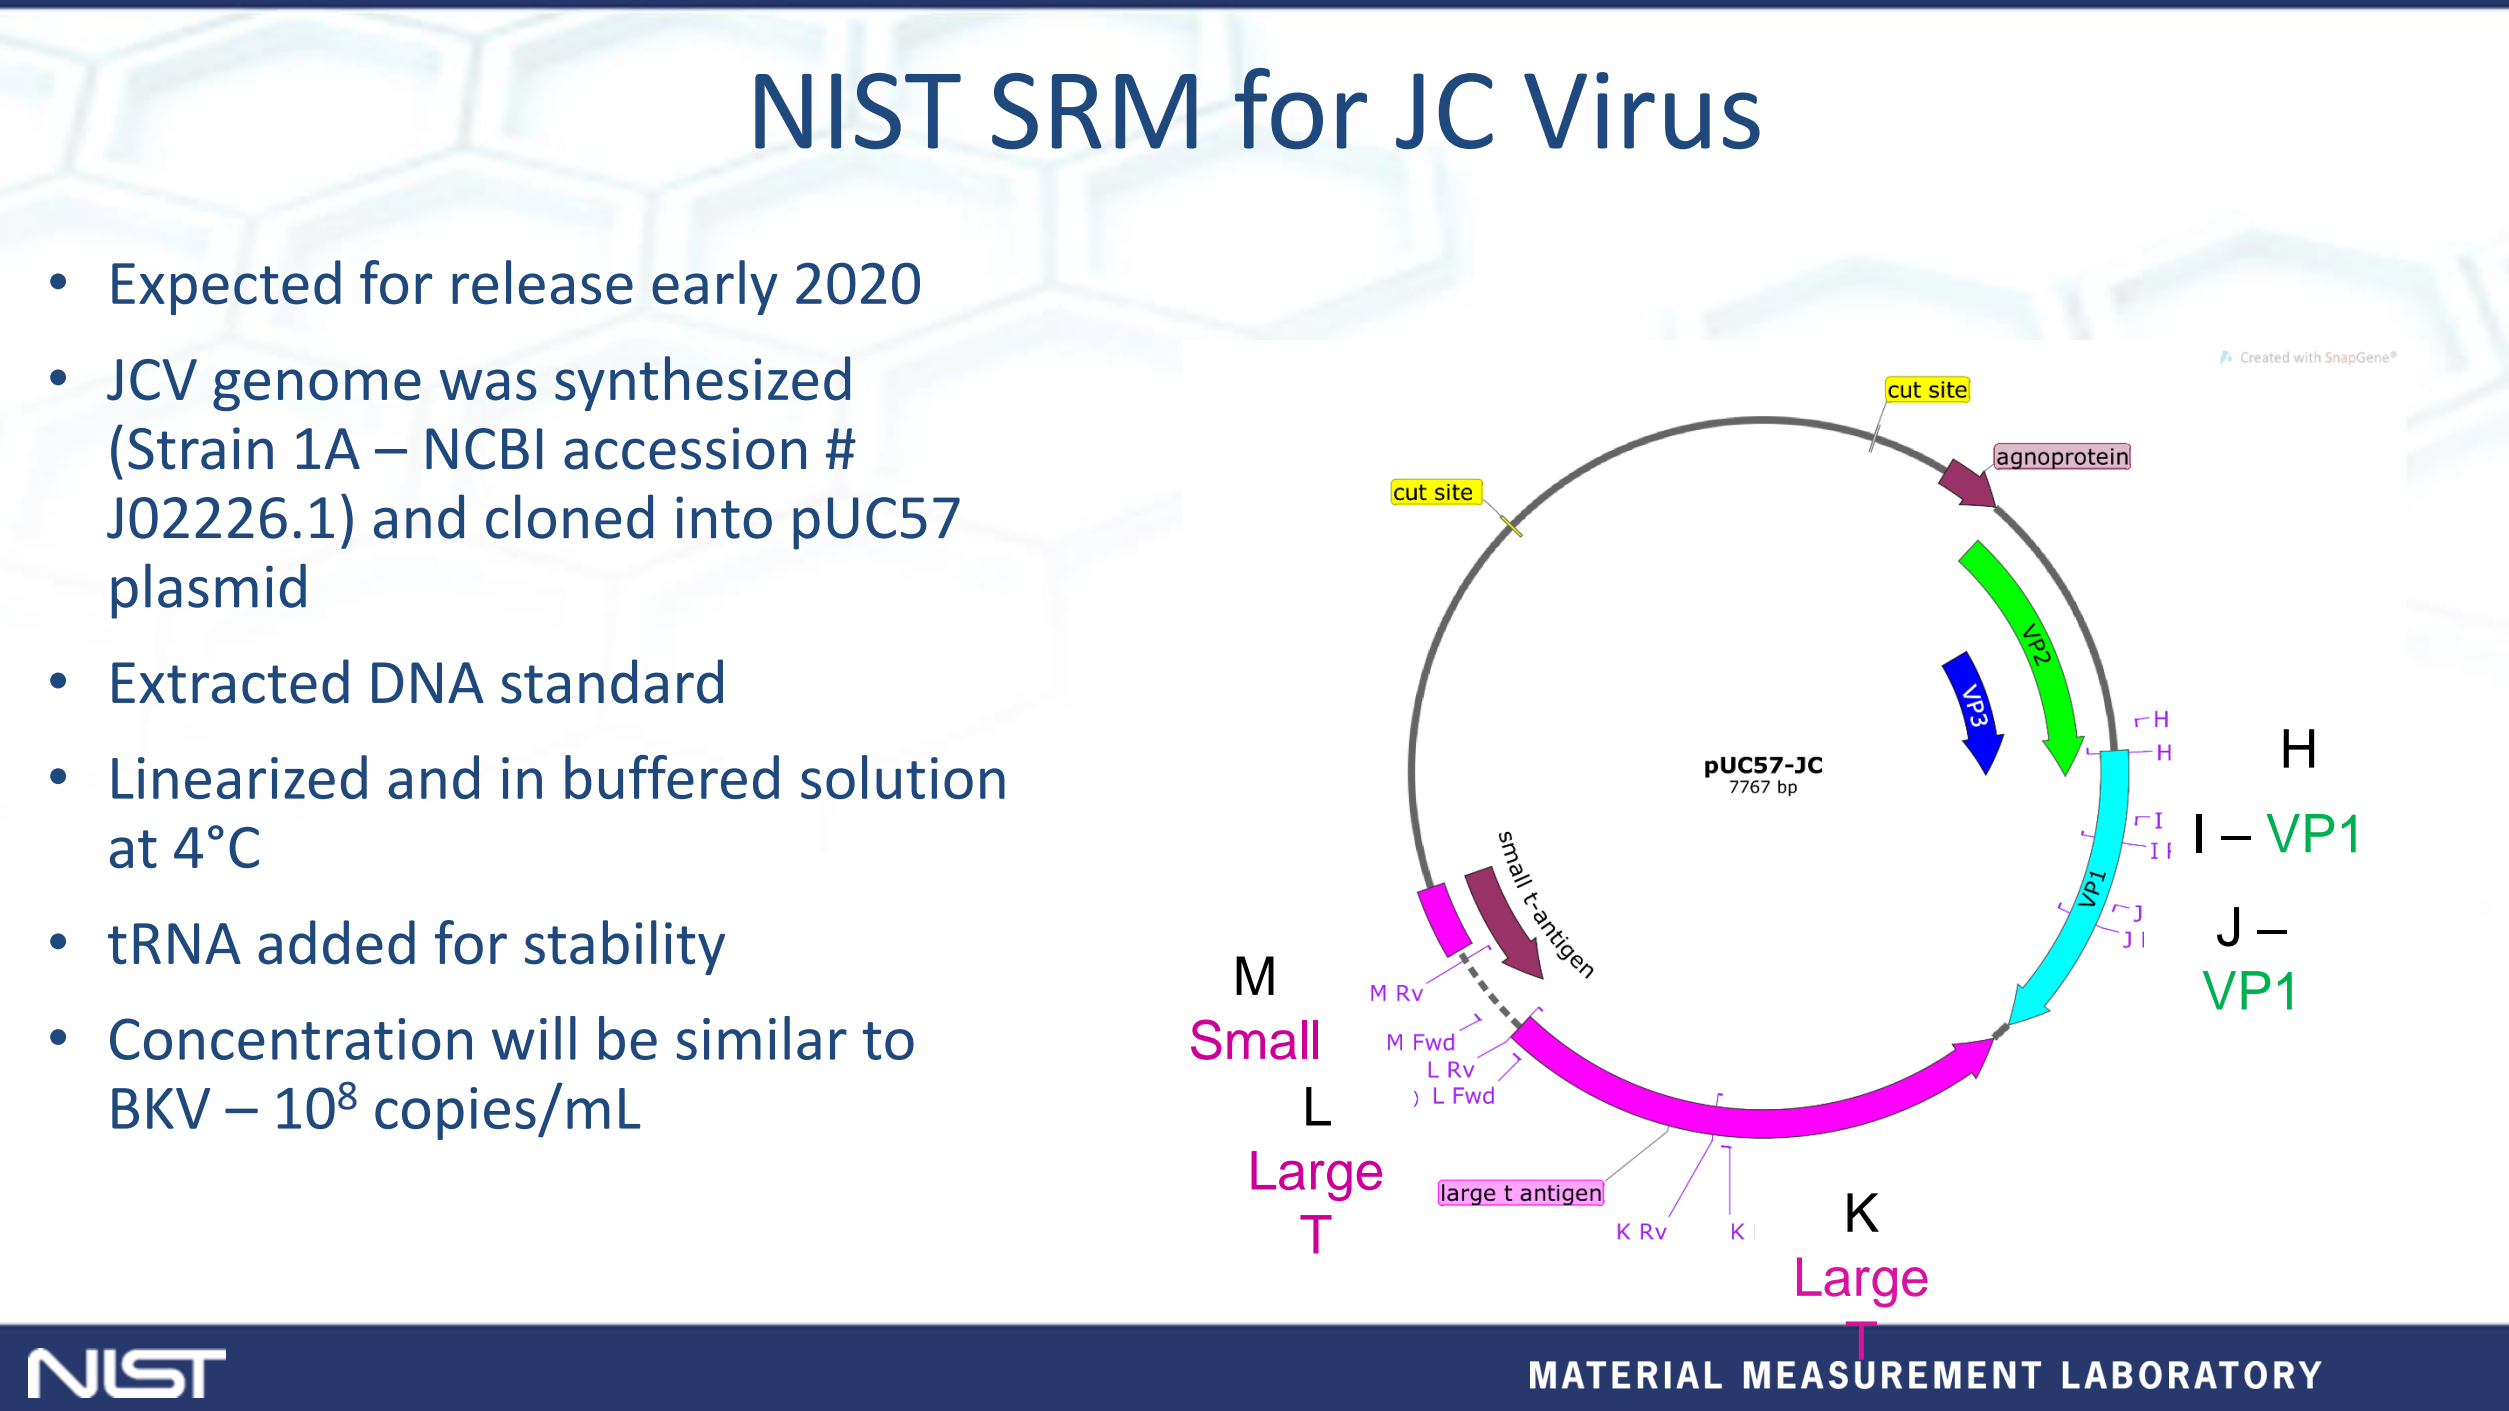 NIST SRM for JC Virus
• Expected for release early 2020
• JCV genome was synthesized
(Strain 1A – NCBI accession #
J02226.1) and cloned into pUC57
plasmid
• Extracted DNA standard
• Linearized and in buffered solution
at 4°C
• tRNA added for stability
• Concentration will be similar to
BKV – 10⁸ copies/mL
Created with SnapGene®
cut site
agnoprotein
cut site
VP2
VP3
pUC57-JC
7767 bp
H
H
H
I
I
I – VP1
VP1
J
J
J –
VP1
small t-antigen
M Rv
M Fwd
L Rv
) L Fwd
M
Small
L
Large
T
large t antigen
K Rv
K
K
Large
T
NIST
MATERIAL MEASUREMENT LABORATORY